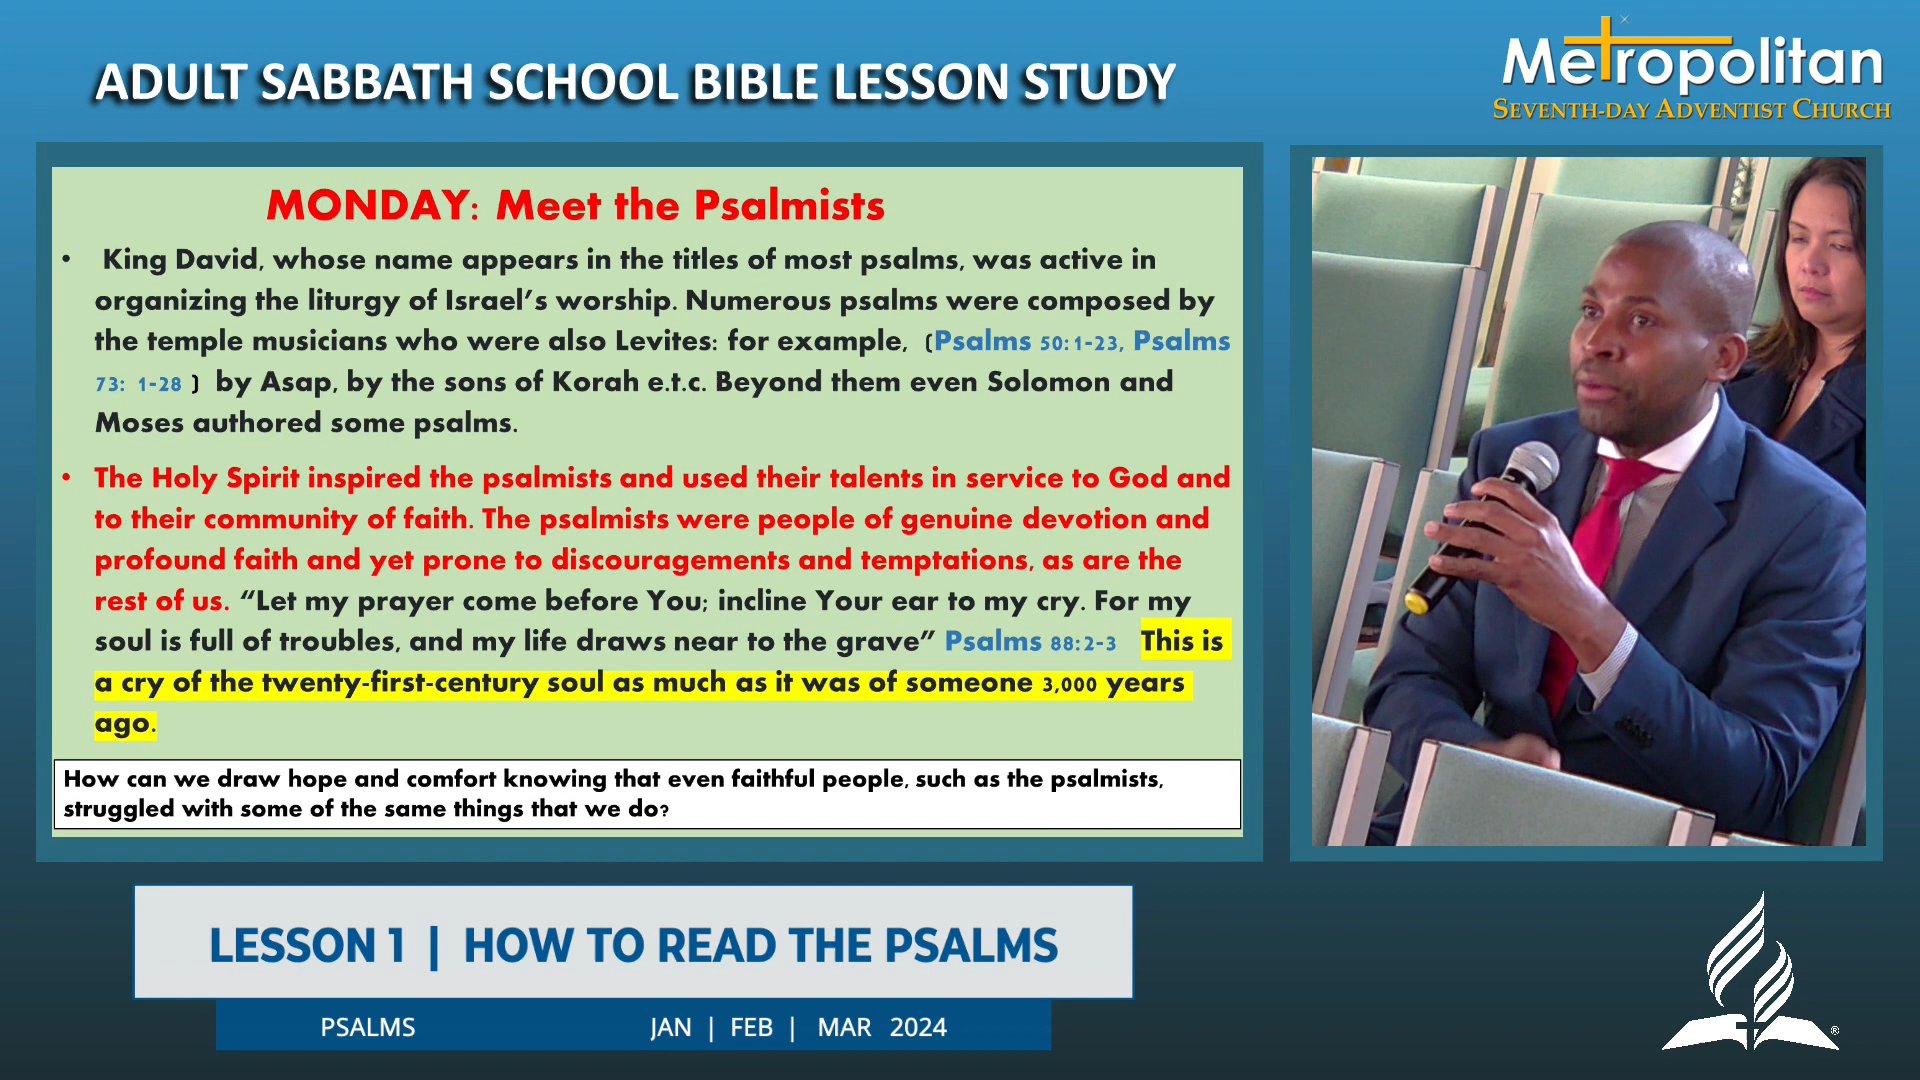 ADULT SABBATH SCHOOL BIBLE LESSON STUDY
Metropolitan
SEVENTH-DAY ADVENTIST CHURCH
MONDAY: Meet the Psalmists
• King David, whose name appears in the titles of most psalms, was active in
organizing the liturgy of Israel’s worship. Numerous psalms were composed by
the temple musicians who were also Levites: for example, (Psalms 50:1-23, Psalms
73: 1-28 ) by Asap, by the sons of Korah e.t.c. Beyond them even Solomon and
Moses authored some psalms.
• The Holy Spirit inspired the psalmists and used their talents in service to God and
to their community of faith. The psalmists were people of genuine devotion and
profound faith and yet prone to discouragements and temptations, as are the
rest of us. “Let my prayer come before You; incline Your ear to my cry. For my
soul is full of troubles, and my life draws near to the grave” Psalms 88:2-3 This is
a cry of the twenty-first-century soul as much as it was of someone 3,000 years
ago.
How can we draw hope and comfort knowing that even faithful people, such as the psalmists,
struggled with some of the same things that we do?
LESSON 1 | HOW TO READ THE PSALMS
PSALMS JAN | FEB | MAR 2024
®